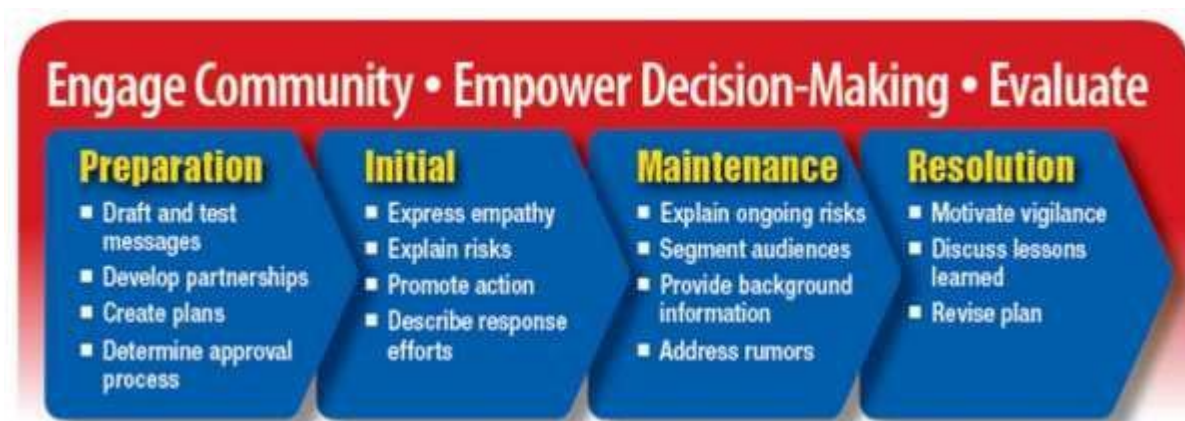 Engage Community • Empower Decision-Making • Evaluate
Preparation
■ Draft and test
messages
■ Develop partnerships
■ Create plans
■ Determine approval
process
Initial
■ Express empathy
■ Explain risks
■ Promote action
■ Describe response
efforts
Maintenance
■ Explain ongoing risks
■ Segment audiences
■ Provide background
information
■ Address rumors
Resolution
■ Motivate vigilance
■ Discuss lessons
learned
■ Revise plan